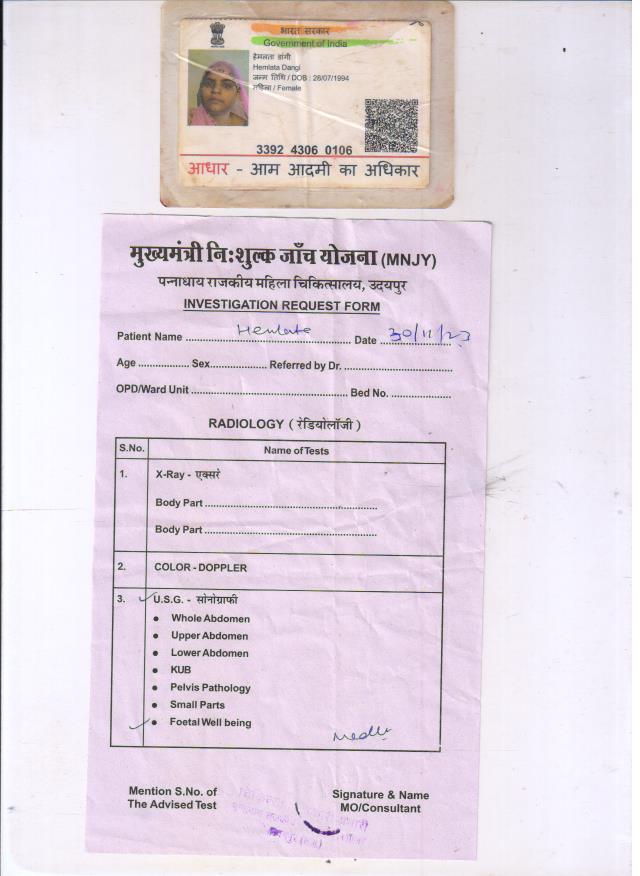 भारत सरकार
Government of India
हेमलता डांगी
Hemlata Dangi
जन्म तिथि / DOB : 28/07/1994
महिला / Female
3392 4306 0106
आधार - आम आदमी का अधिकार
मुख्यमंत्री निःशुल्क जाँच योजना (MNJY)
पन्नाधाय राजकीय महिला चिकित्सालय, उदयपुर
INVESTIGATION REQUEST FORM
Patient Name Hemlata Date 30/11/23
Age Sex Referred by Dr.
OPD/Ward Unit Bed No.
RADIOLOGY ( रेडियोलॉजी )
S.No. Name of Tests
1. X-Ray - एक्सरे
Body Part
Body Part
2. COLOR - DOPPLER
3. U.S.G. - सोनोग्राफी
Whole Abdomen
Upper Abdomen
Lower Abdomen
KUB
Pelvis Pathology
Small Parts
Foetal Well being
Mention S.No. of Signature & Name
The Advised Test MO/Consultant